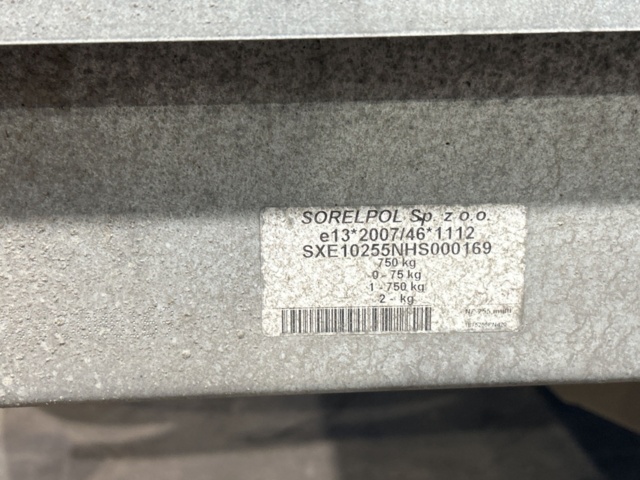 SORELPOL Sp. z o.o.
e13*2007/46*1112
SXE10255NHS000169
750 kg
0 - 75 kg
1 - 750 kg
2 - kg